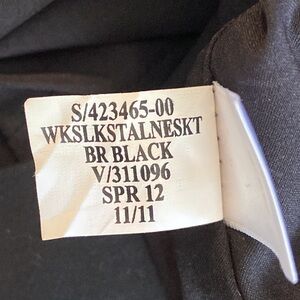 S/423465-00
WKSLKSTALNESKT
BR BLACK
V/311096
SPR 12
11/11